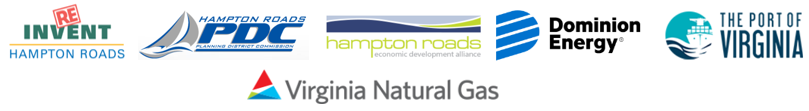 RE
INVENT
HAMPTON ROADS
HAMPTON ROADS
PDC
PLANNING DISTRICT COMMISSION
hampton roads
economic development alliance
Dominion
Energy®
THE PORT OF
VIRGINIA
Virginia Natural Gas